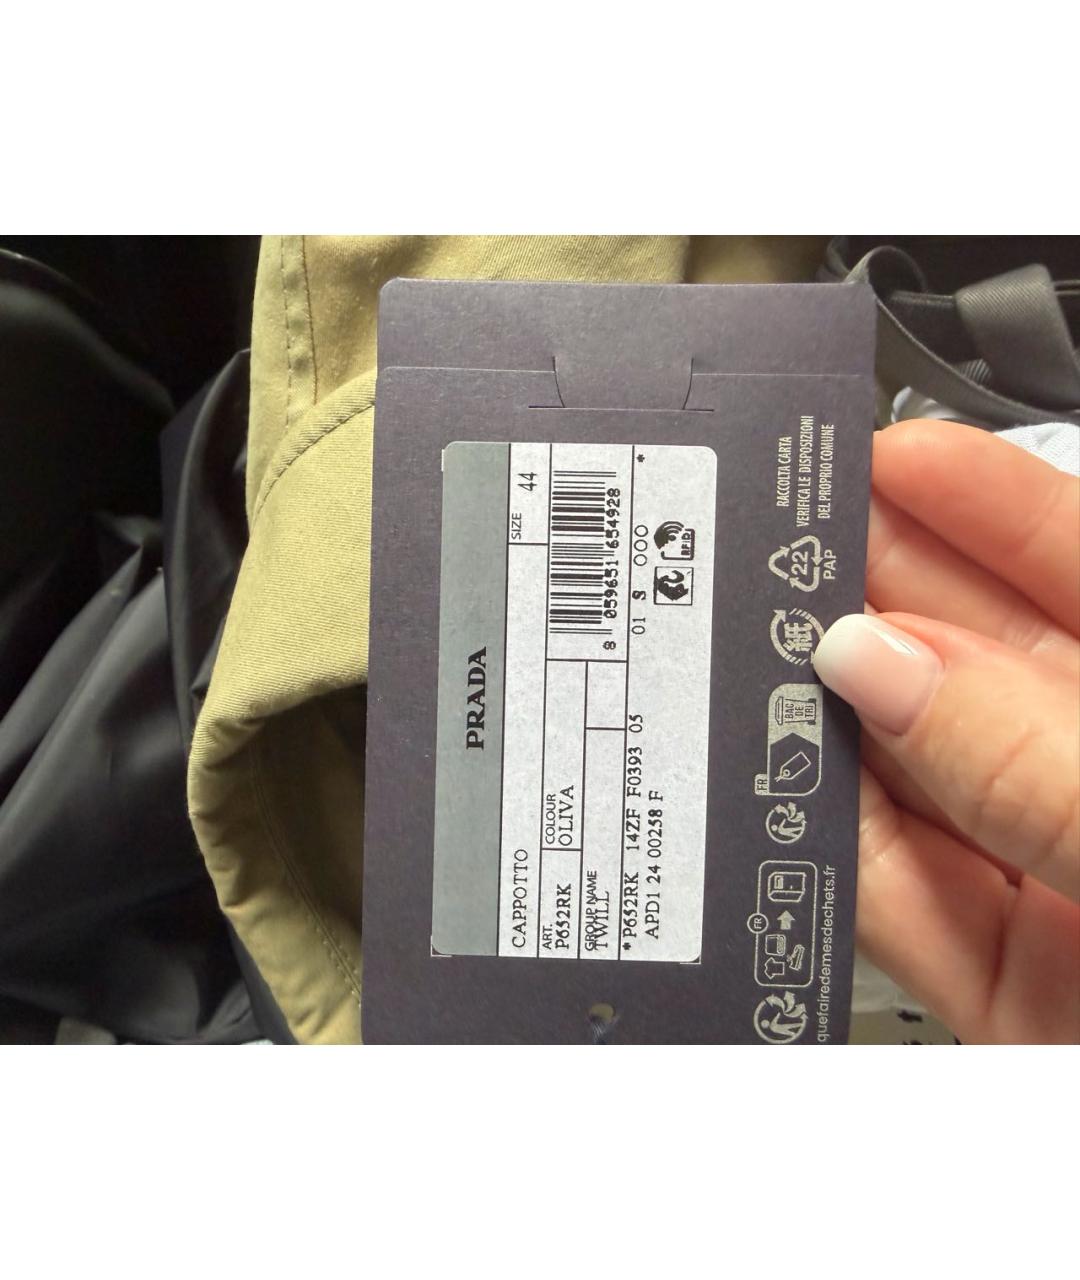 PRADA
CAPPOTTO
SIZE
44
ART.
P652RK
COLOUR
OLIVA
GROUP NAME
TWILL
8 059651 654928
*P652RK 14ZF F0393 05 01 S 000 *
APD1 24 00258 F
RFID
RACCOLTA CARTA
VERIFICA LE DISPOSIZIONI
DEL PROPRIO COMUNE
22
PAP
紙
BAC
DE
TRI
FR
FR
quefairedemesdechets.fr